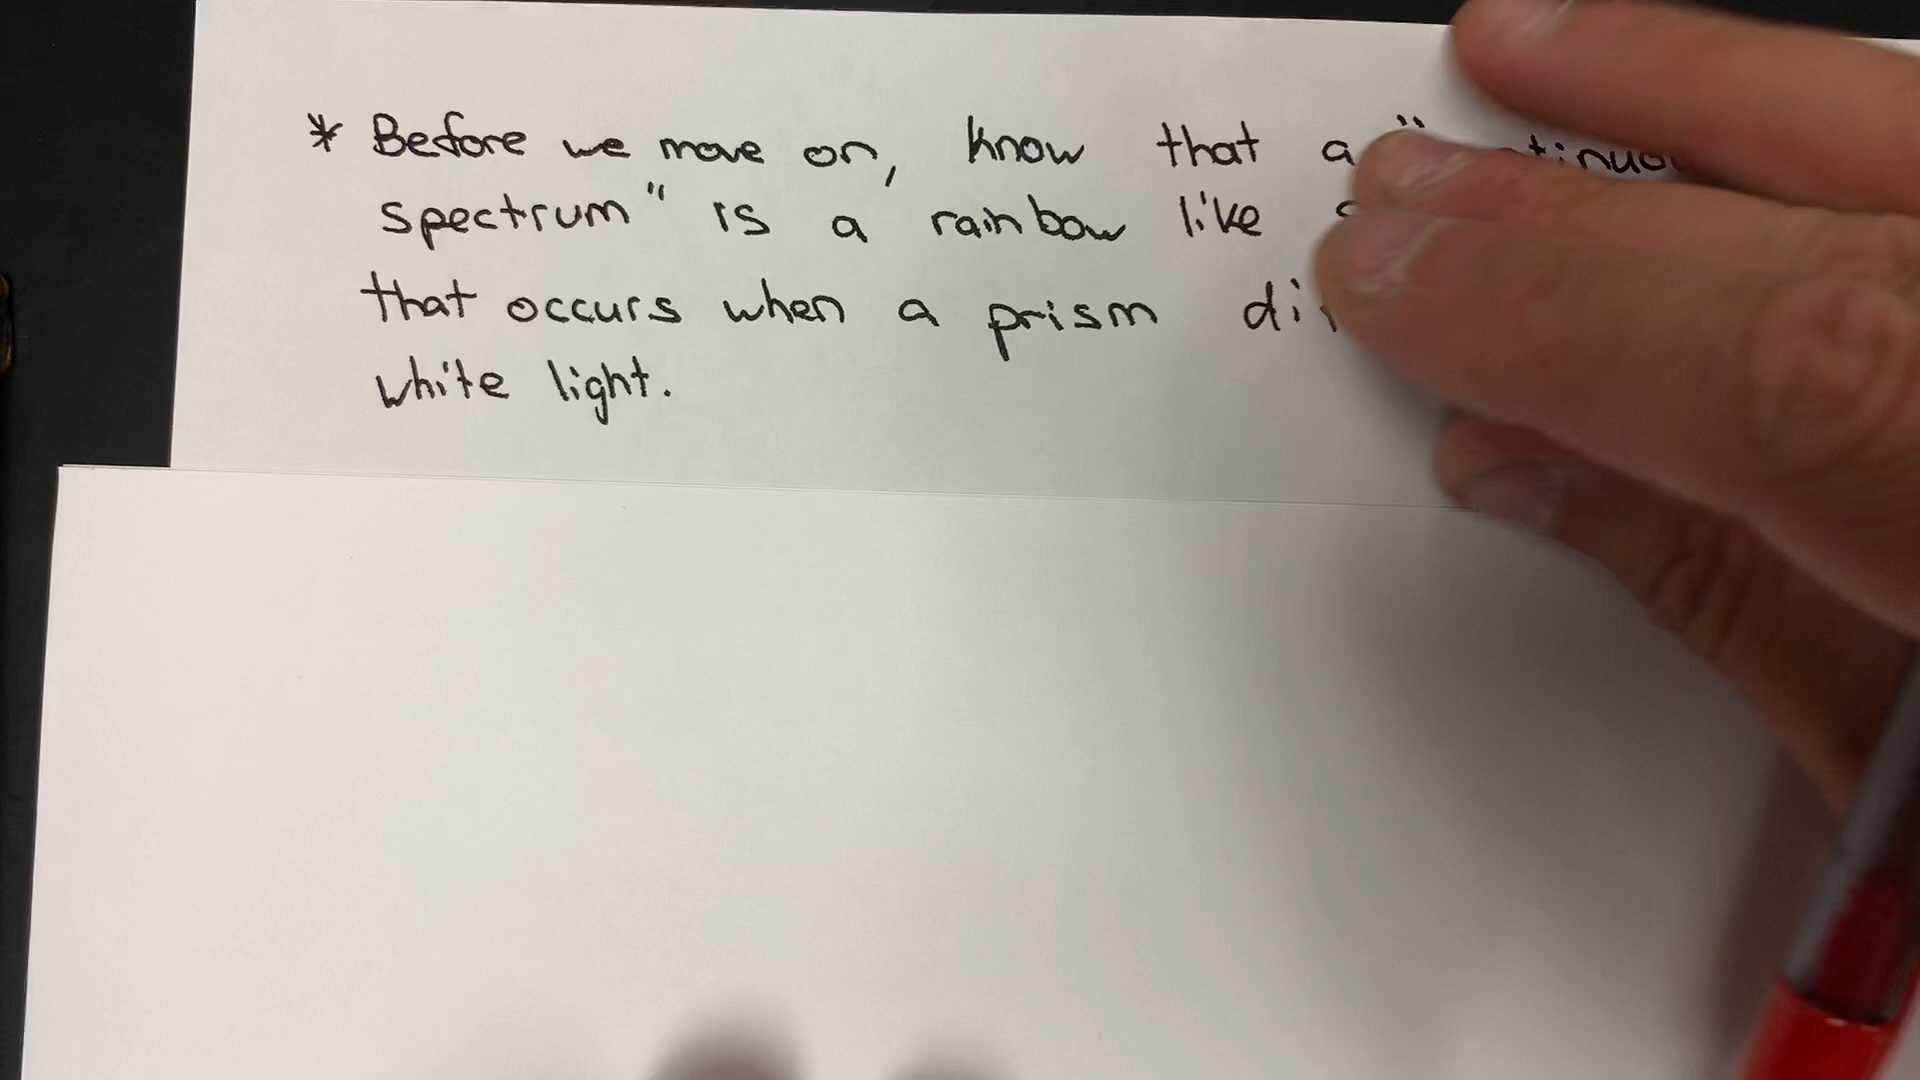 * Before we move on, know that a "
spectrum" is a rainbow like
that occurs when a prism
white light.